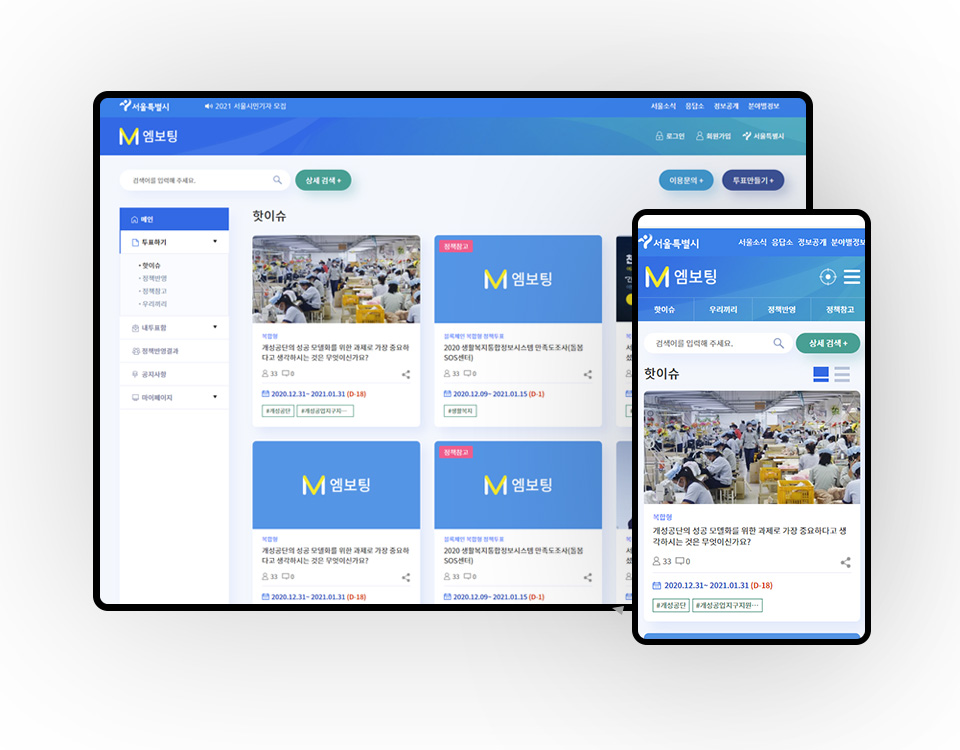 서울특별시
2021 서울시민기자 모집
서울소식 응답소 정보공개 분야별정보
M 엠보팅
로그인 회원가입 서울특별시
검색어를 입력해 주세요.
상세 검색 +
이용문의 +
투표만들기 +
메인
투표하기
핫이슈
정책반영
정책참고
우리끼리
내투표함
정책반영결과
공지사항
마이페이지
핫이슈
복합형
개성공단의 성공 모델화를 위한 과제로 가장 중요하
다고 생각하시는 것은 무엇이신가요?
33 0
2020.12.31~ 2021.01.31 (D-18)
#개성공단 #개성공업지구지···
정책참고
M 엠보팅
블록체인 복합형 정책투표
2020 생활복지통합정보시스템 만족도조사(돌봄
SOS센터)
33 0
2020.12.09~ 2021.01.15 (D-1)
#생활복지
M 엠보팅
복합형
개성공단의 성공 모델화를 위한 과제로 가장 중요하
다고 생각하시는 것은 무엇이신가요?
33 0
2020.12.31~ 2021.01.31 (D-18)
정책참고
M 엠보팅
블록체인 복합형 정책투표
2020 생활복지통합정보시스템 만족도조사(돌봄
SOS센터)
33 0
2020.12.09~ 2021.01.15 (D-1)
서울특별시
서울소식 응답소 정보공개 분야별정보
M 엠보팅
핫이슈 우리끼리 정책반영 정책참고
검색어를 입력해 주세요.
상세 검색 +
핫이슈
복합형
개성공단의 성공 모델화를 위한 과제로 가장 중요하다고 생
각하시는 것은 무엇이신가요?
33 0
2020.12.31~ 2021.01.31 (D-18)
#개성공단 #개성공업지구지원···